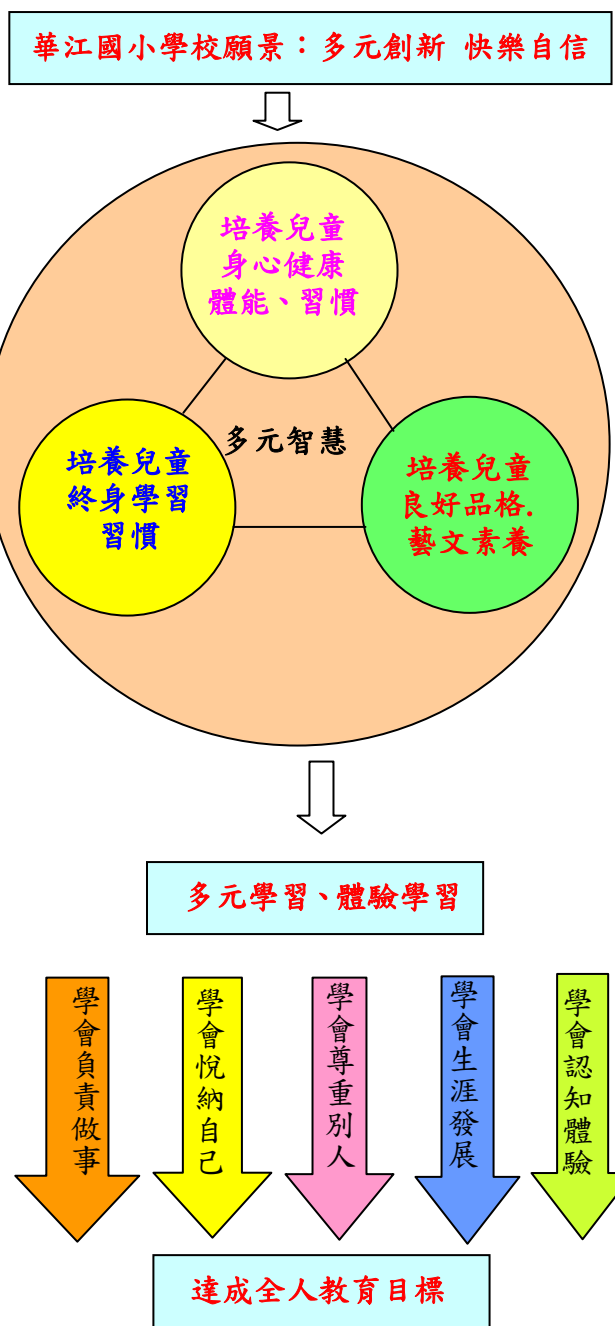 華江國小學校願景：多元創新 快樂自信
培養兒童
身心健康
體能、習慣
多元智慧
培養兒童
終身學習
習慣
培養兒童
良好品格.
藝文素養
多元學習、體驗學習
學會負責做事
學會悅納自己
學會尊重別人
學會生涯發展
學會認知體驗
達成全人教育目標